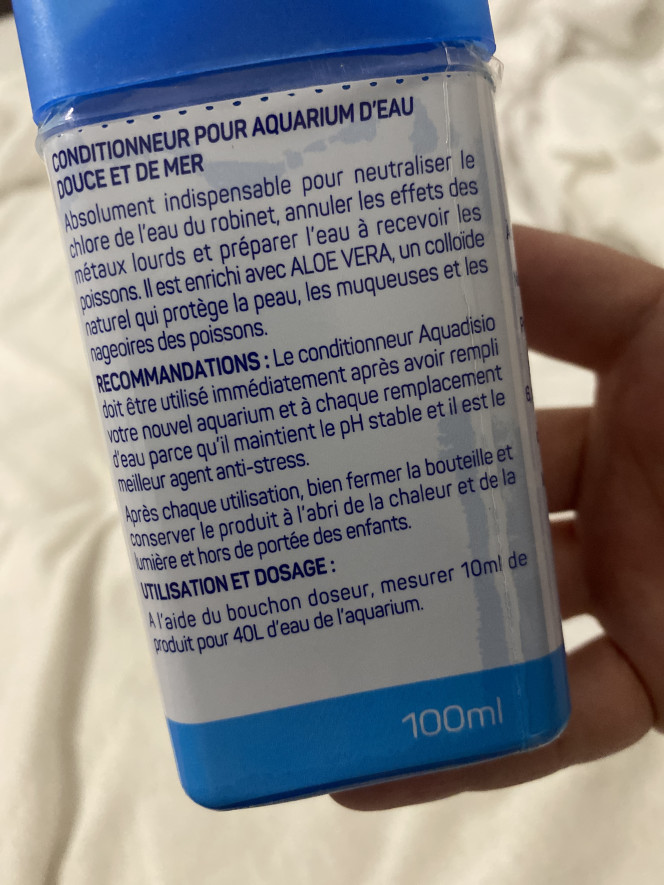 CONDITIONNEUR POUR AQUARIUM D'EAU
DOUCE ET DE MER
Absolument indispensable pour neutraliser le
chlore de l'eau du robinet, annuler les effets des
métaux lourds et préparer l'eau à recevoir les
poissons. Il est enrichi avec ALOE VERA, un colloïde
naturel qui protège la peau, les muqueuses et les
nageoires des poissons.
RECOMMANDATIONS : Le conditionneur Aquadisio
doit être utilisé immédiatement après avoir rempli
votre nouvel aquarium et à chaque remplacement
d'eau parce qu'il maintient le pH stable et il est le
meilleur agent anti-stress.
Après chaque utilisation, bien fermer la bouteille et
conserver le produit à l'abri de la chaleur et de la
lumière et hors de portée des enfants.
UTILISATION ET DOSAGE :
A l'aide du bouchon doseur, mesurer 10ml de
produit pour 40L d'eau de l'aquarium.
100ml